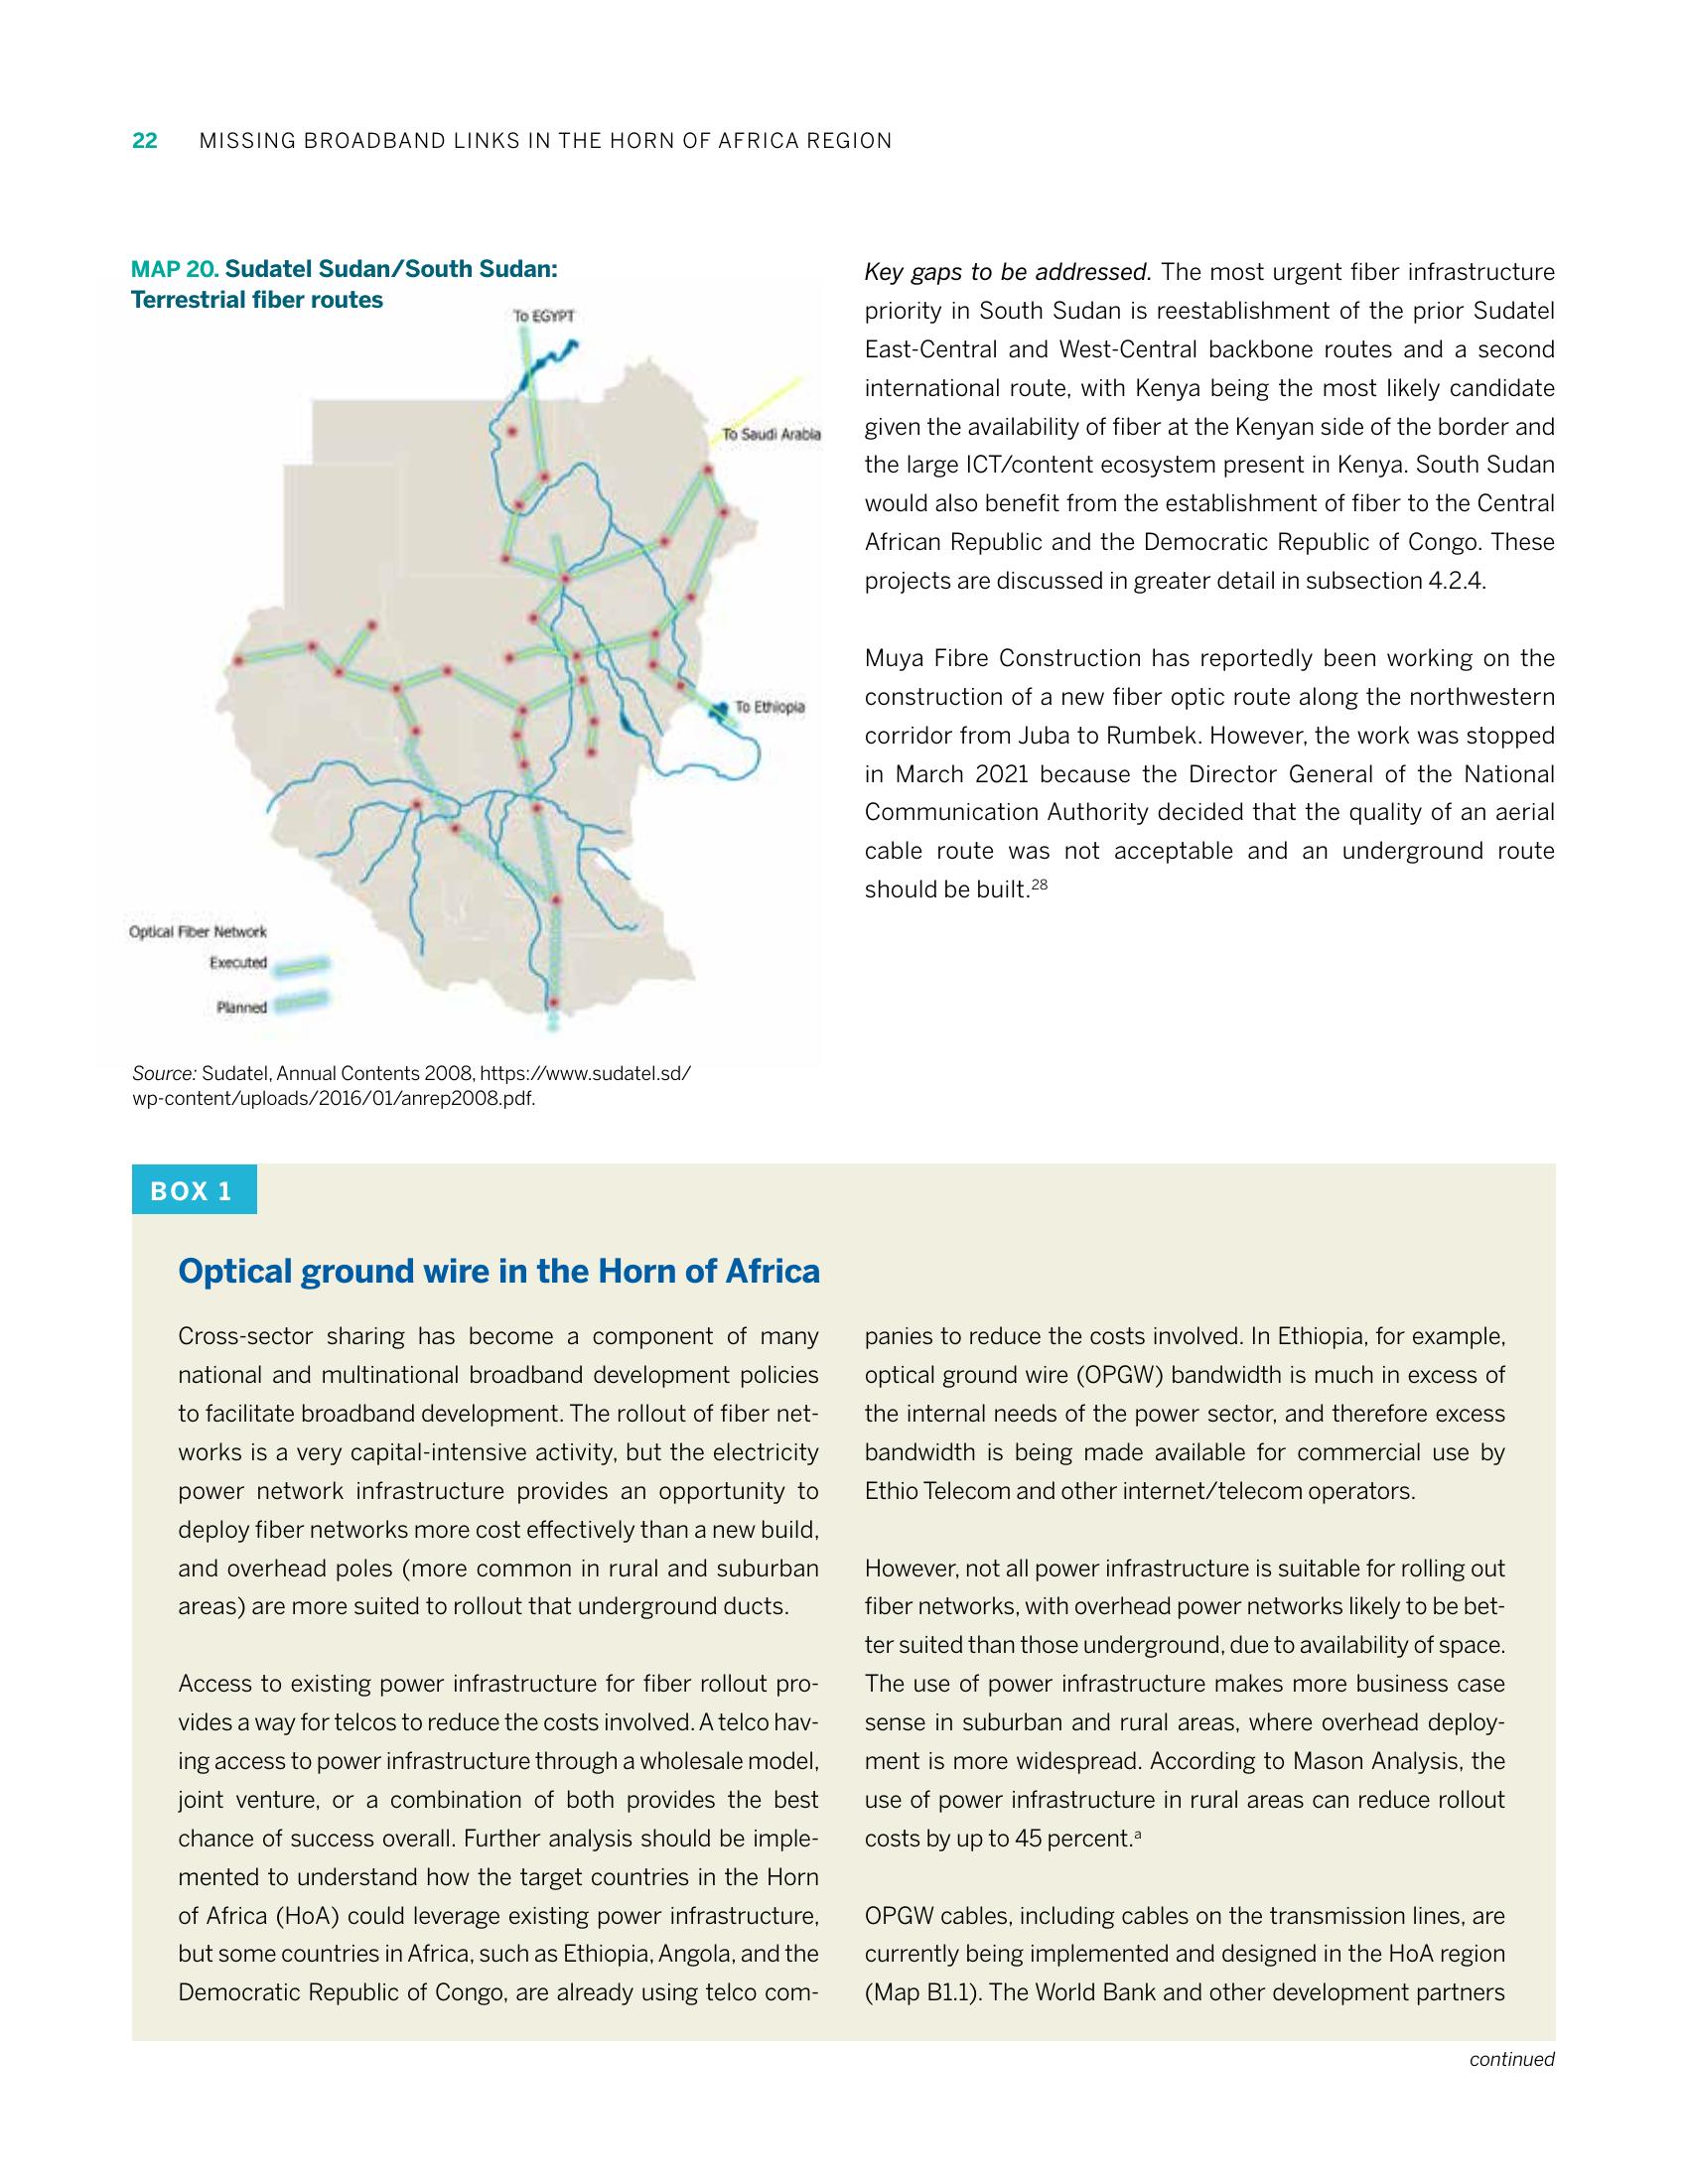 22 MISSING BROADBAND LINKS IN THE HORN OF AFRICA REGION
MAP 20. Sudatel Sudan/South Sudan:
Terrestrial fiber routes
To EGYPT
To Saudi Arabia
To Ethiopia
Optical Fiber Network
Executed
Planned
Source: Sudatel, Annual Contents 2008, https://www.sudatel.sd/
wp-content/uploads/2016/01/anrep2008.pdf.
Key gaps to be addressed. The most urgent fiber infrastructure
priority in South Sudan is reestablishment of the prior Sudatel
East-Central and West-Central backbone routes and a second
international route, with Kenya being the most likely candidate
given the availability of fiber at the Kenyan side of the border and
the large ICT/content ecosystem present in Kenya. South Sudan
would also benefit from the establishment of fiber to the Central
African Republic and the Democratic Republic of Congo. These
projects are discussed in greater detail in subsection 4.2.4.
Muya Fibre Construction has reportedly been working on the
construction of a new fiber optic route along the northwestern
corridor from Juba to Rumbek. However, the work was stopped
in March 2021 because the Director General of the National
Communication Authority decided that the quality of an aerial
cable route was not acceptable and an underground route
should be built.28
BOX 1
Optical ground wire in the Horn of Africa
Cross-sector sharing has become a component of many
national and multinational broadband development policies
to facilitate broadband development. The rollout of fiber net-
works is a very capital-intensive activity, but the electricity
power network infrastructure provides an opportunity to
deploy fiber networks more cost effectively than a new build,
and overhead poles (more common in rural and suburban
areas) are more suited to rollout that underground ducts.
Access to existing power infrastructure for fiber rollout pro-
vides a way for telcos to reduce the costs involved. A telco hav-
ing access to power infrastructure through a wholesale model,
joint venture, or a combination of both provides the best
chance of success overall. Further analysis should be imple-
mented to understand how the target countries in the Horn
of Africa (HoA) could leverage existing power infrastructure,
but some countries in Africa, such as Ethiopia, Angola, and the
Democratic Republic of Congo, are already using telco com-
panies to reduce the costs involved. In Ethiopia, for example,
optical ground wire (OPGW) bandwidth is much in excess of
the internal needs of the power sector, and therefore excess
bandwidth is being made available for commercial use by
Ethio Telecom and other internet/telecom operators.
However, not all power infrastructure is suitable for rolling out
fiber networks, with overhead power networks likely to be bet-
ter suited than those underground, due to availability of space.
The use of power infrastructure makes more business case
sense in suburban and rural areas, where overhead deploy-
ment is more widespread. According to Mason Analysis, the
use of power infrastructure in rural areas can reduce rollout
costs by up to 45 percent.a
OPGW cables, including cables on the transmission lines, are
currently being implemented and designed in the HoA region
(Map B1.1). The World Bank and other development partners
continued